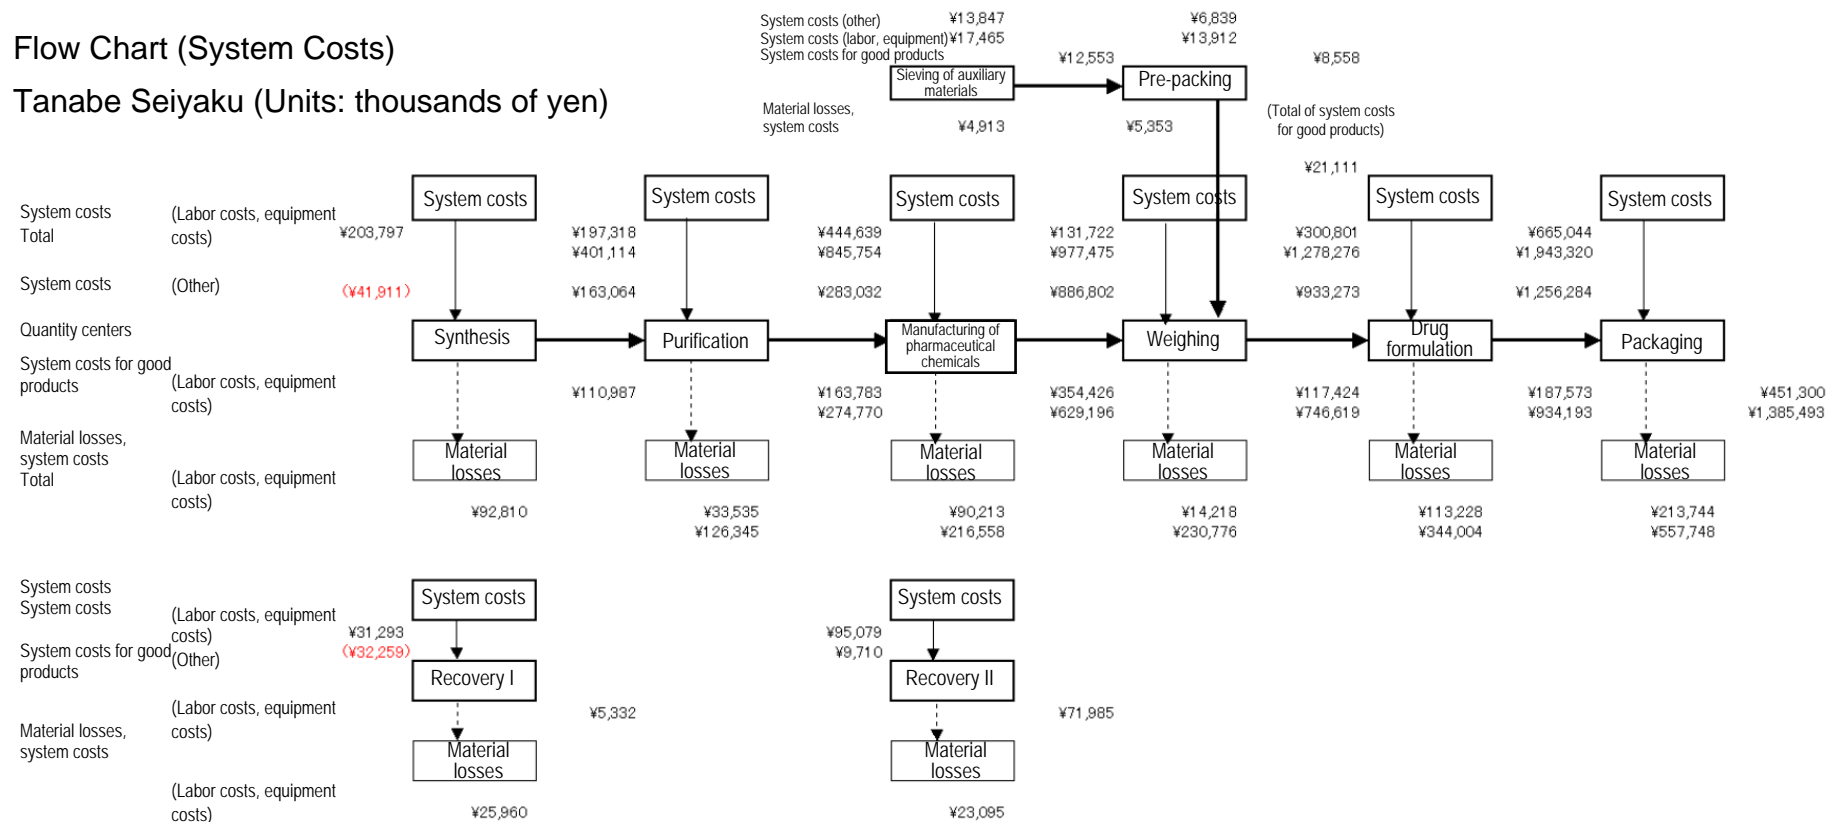 Flow Chart (System Costs)
Tanabe Seiyaku (Units: thousands of yen)
System costs (other) ¥13,847 ¥6,839
System costs (labor, equipment) ¥17,465 ¥13,912
System costs for good products ¥12,553 ¥8,558
Sieving of auxiliary
materials
Pre-packing
Material losses,
system costs ¥4,913 ¥5,353
(Total of system costs
for good products)
¥21,111
System costs System costs System costs System costs System costs System costs
System costs (Labor costs, equipment
Total costs) ¥203,797 ¥197,318 ¥444,639 ¥131,722 ¥300,801 ¥665,044
¥401,114 ¥845,754 ¥977,475 ¥1,278,276 ¥1,943,320
System costs (Other) (¥41,911) ¥163,064 ¥283,032 ¥886,802 ¥933,273 ¥1,256,284
Quantity centers
Synthesis
Purification
Manufacturing of
pharmaceutical
chemicals
Weighing
Drug
formulation
Packaging
System costs for good
products
(Labor costs, equipment
costs)
¥110,987 ¥163,783 ¥354,426 ¥117,424 ¥187,573 ¥451,300
¥274,770 ¥629,196 ¥746,619 ¥934,193 ¥1,385,493
Material losses,
system costs
Total
(Labor costs, equipment
costs)
Material
losses
Material
losses
Material
losses
Material
losses
Material
losses
Material
losses
¥92,810 ¥33,535 ¥90,213 ¥14,218 ¥113,228 ¥213,744
¥126,345 ¥216,558 ¥230,776 ¥344,004 ¥557,748
System costs
System costs
(Labor costs, equipment
costs)
System costs System costs
¥31,293 ¥95,079
System costs for good
products
(Other)
(¥32,259) ¥9,710
Recovery I Recovery II
(Labor costs, equipment
costs)
¥5,332 ¥71,985
Material losses,
system costs
Material
losses
Material
losses
(Labor costs, equipment
costs)
¥25,960 ¥23,095